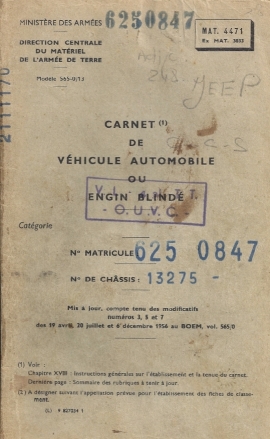 MINISTÈRE DES ARMÉES
6250847
MAT. 4471
Ex MAT. 3033
DIRECTION CENTRALE
DU MATÉRIEL
DE L'ARMÉE DE TERRE
Modèle 565-0/13
JEEP
CARNET (1)
DE
VÉHICULE AUTOMOBILE
OU
ENGIN BLINDÉ
O.U.V.C.
Catégorie
N° MATRICULE 625 0847
N° DE CHÂSSIS : 13275 -
Mis à jour, compte tenu des modificatifs
numéros 3, 5 et 7
des 19 avril, 20 juillet et 6 décembre 1956 au BOEM, vol. 565/0
(1) Voir :
Chapitre XVIII : Instructions générales sur l'établissement et la tenue du carnet.
Dernière page : Sommaire des rubriques à tenir à jour.
(2) A désigner suivant l'appellation prévue pour l'établissement des fiches de classement.